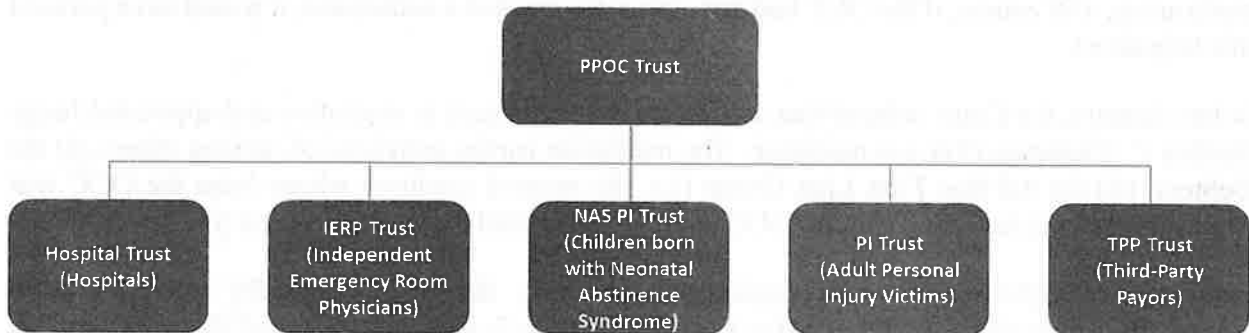 PPOC Trust
Hospital Trust
(Hospitals)
IERP Trust
(Independent
Emergency Room
Physicians)
NAS PI Trust
(Children born
with Neonatal
Abstinence
Syndrome)
PI Trust
(Adult Personal
Injury Victims)
TPP Trust
(Third-Party
Payors)